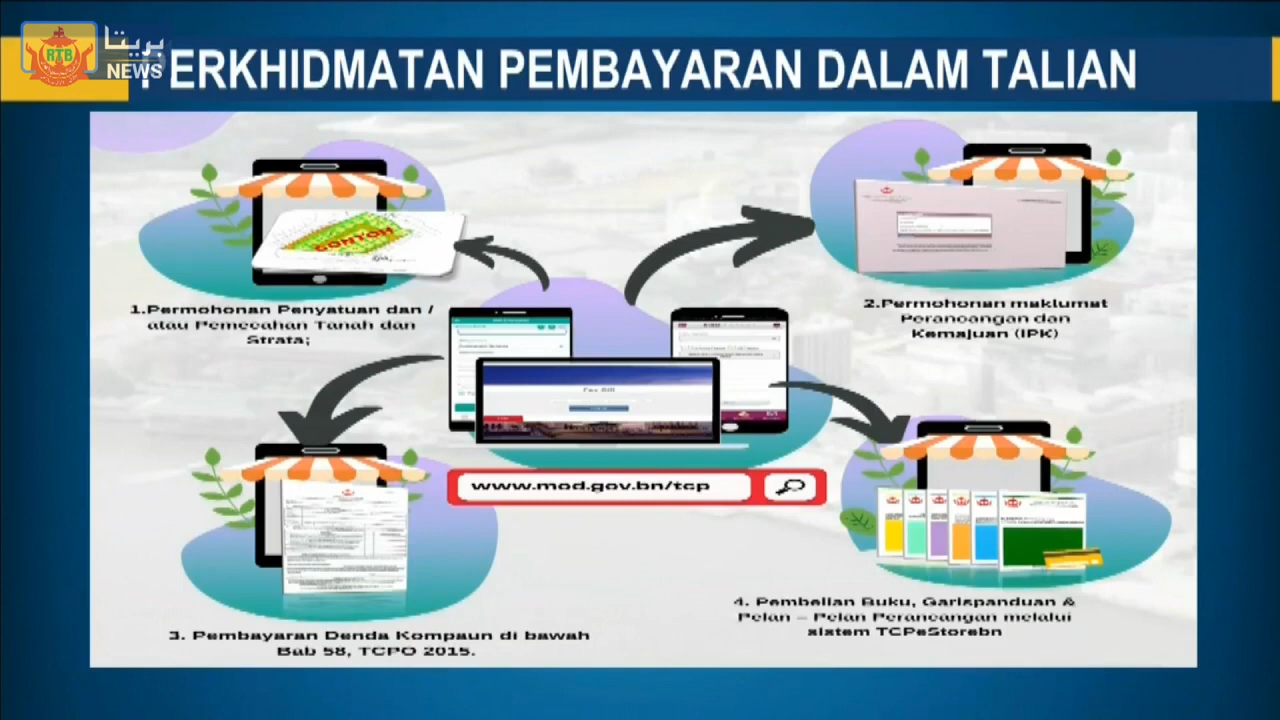 RTB
بريتا
NEWS
PERKHIDMATAN PEMBAYARAN DALAM TALIAN
CONTOH
1.Permohonan Penyatuan dan /
atau Pemecahan Tanah dan
Strata;
2.Permohonan maklumat
Perancangan dan
Kemajuan (IPK)
www.mod.gov.bn/tcp
3. Pembayaran Denda Kompaun di bawah
Bab 58, TCPO 2015.
4. Pembelian Buku, Garispanduan &
Pelan – Pelan Perancangan melalui
sistem TCPeStorebn